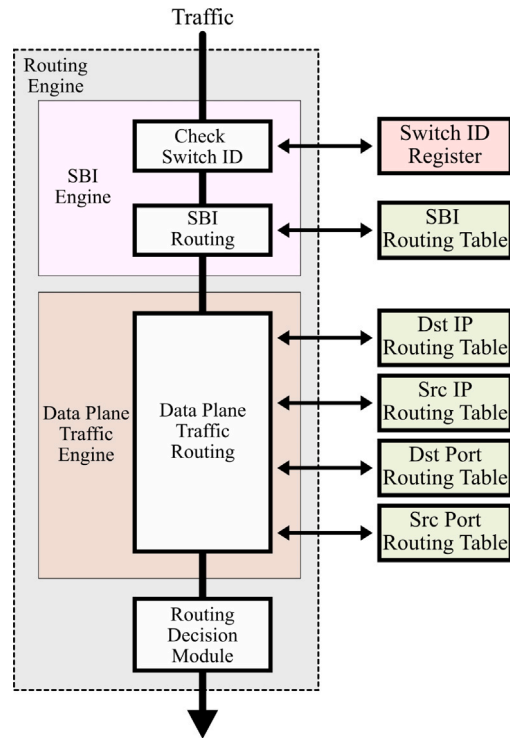 Traffic
Routing
Engine
SBI
Engine
Check
Switch ID
Switch ID
Register
SBI
Routing
SBI
Routing Table
Data Plane
Traffic
Engine
Data Plane
Traffic
Routing
Dst IP
Routing Table
Src IP
Routing Table
Dst Port
Routing Table
Src Port
Routing Table
Routing
Decision
Module